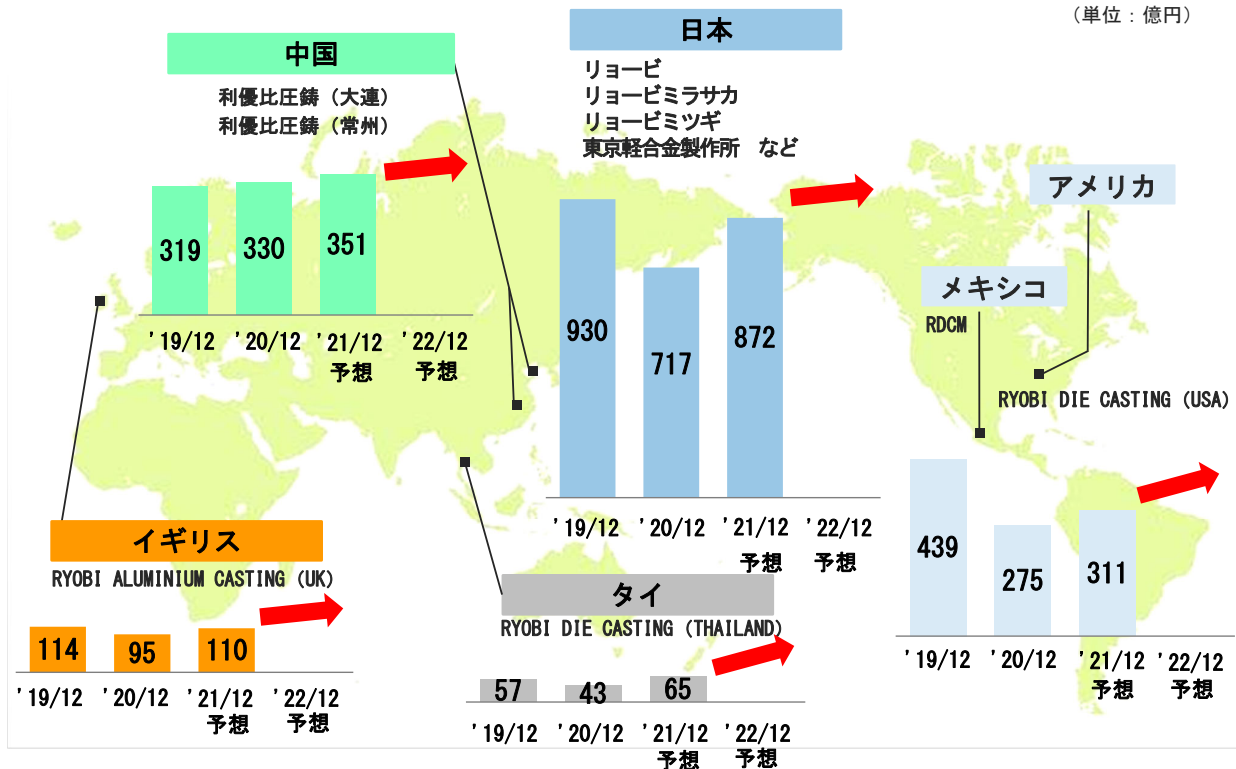 （単位：億円）
中国
利優比圧鋳（大連）
利優比圧鋳（常州）
319 330 351
'19/12 '20/12 '21/12 '22/12
予想 予想
日本
リョービ
リョービミラサカ
リョービミツギ
東京軽合金製作所　など
930 717 872
'19/12 '20/12 '21/12 '22/12
予想 予想
アメリカ
RYOBI DIE CASTING (USA)
メキシコ
RDCM
439 275 311
'19/12 '20/12 '21/12 '22/12
予想 予想
イギリス
RYOBI ALUMINIUM CASTING (UK)
114 95 110
'19/12 '20/12 '21/12 '22/12
予想 予想
タイ
RYOBI DIE CASTING (THAILAND)
57 43 65
'19/12 '20/12 '21/12 '22/12
予想 予想